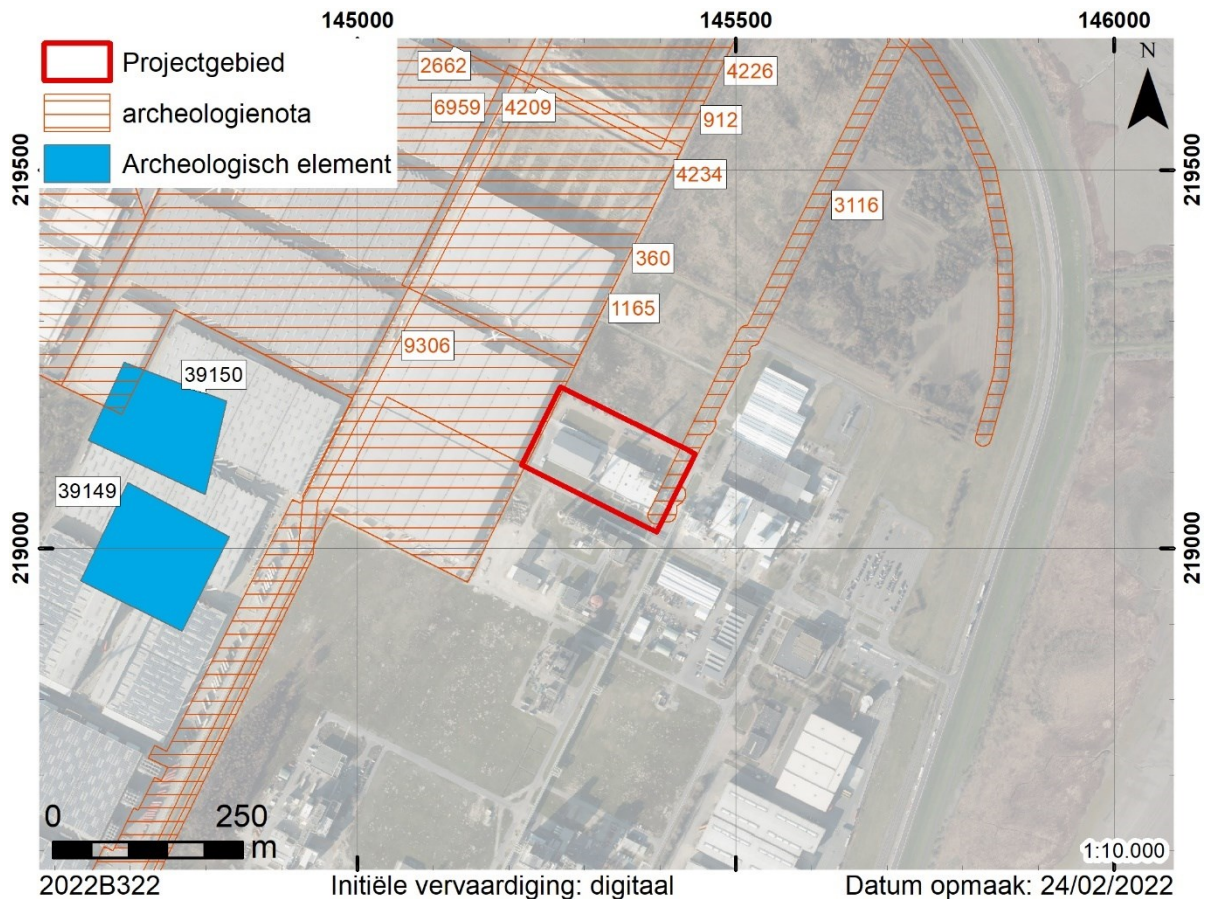 145000 145500 146000
Projectgebied
archeologienota
Archeologisch element
N
2662
4226
6959
4209
912
219500
219500
4234
3116
360
1165
9306
39150
39149
219000
219000
0 250
m
1:10.000
2022B322 Initiële vervaardiging: digitaal Datum opmaak: 24/02/2022